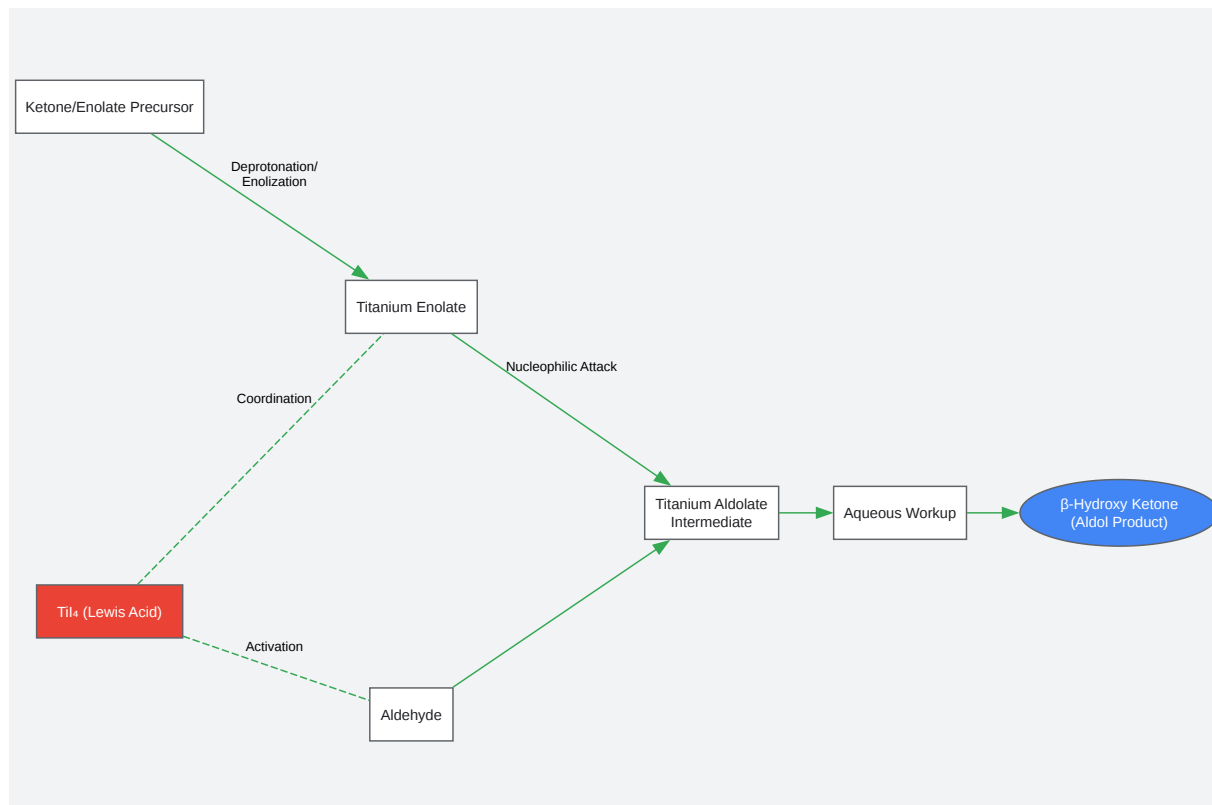 Ketone/Enolate Precursor
Deprotonation/
Enolization
Titanium Enolate
Nucleophilic Attack
Coordination
Titanium Aldolate
Intermediate
Aqueous Workup
β-Hydroxy Ketone
(Aldol Product)
TiI₄ (Lewis Acid)
Activation
Aldehyde